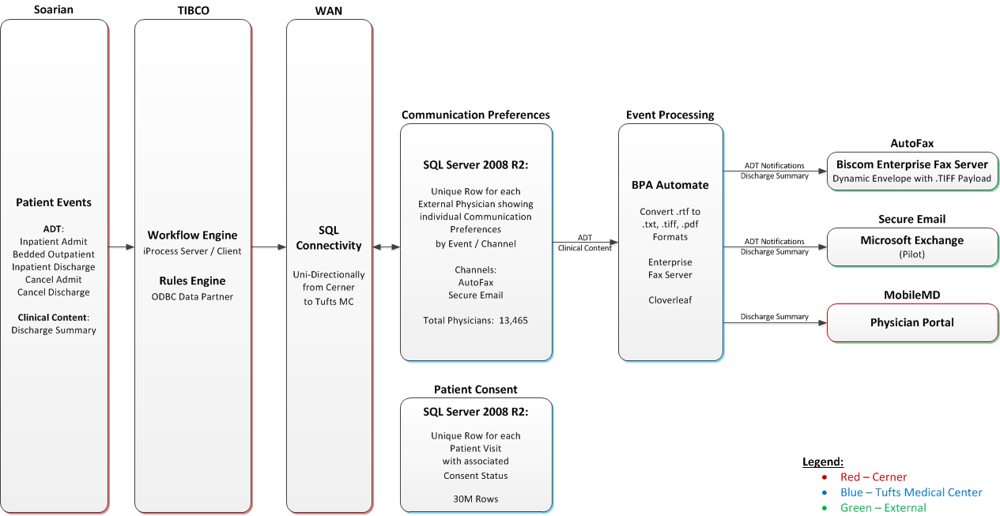 Soarian
Patient Events
ADT:
Inpatient Admit
Bedded Outpatient
Inpatient Discharge
Cancel Admit
Cancel Discharge
Clinical Content:
Discharge Summary
TIBCO
Workflow Engine
iProcess Server / Client
Rules Engine
ODBC Data Partner
WAN
SQL
Connectivity
Uni-Directionally
from Cerner
to Tufts MC
Communication Preferences
SQL Server 2008 R2:
Unique Row for each
External Physician showing
individual Communication
Preferences
by Event / Channel
Channels:
AutoFax
Secure Email
Total Physicians: 13,465
Patient Consent
SQL Server 2008 R2:
Unique Row for each
Patient Visit
with associated
Consent Status
30M Rows
ADT
Clinical Content
Event Processing
BPA Automate
Convert .rtf to
.txt, .tiff, .pdf
Formats
Enterprise
Fax Server
Cloverleaf
ADT Notifications
Discharge Summary
AutoFax
Biscom Enterprise Fax Server
Dynamic Envelope with .TIFF Payload
ADT Notifications
Discharge Summary
Secure Email
Microsoft Exchange
(Pilot)
Discharge Summary
MobileMD
Physician Portal
Legend:
• Red – Cerner
• Blue – Tufts Medical Center
• Green – External